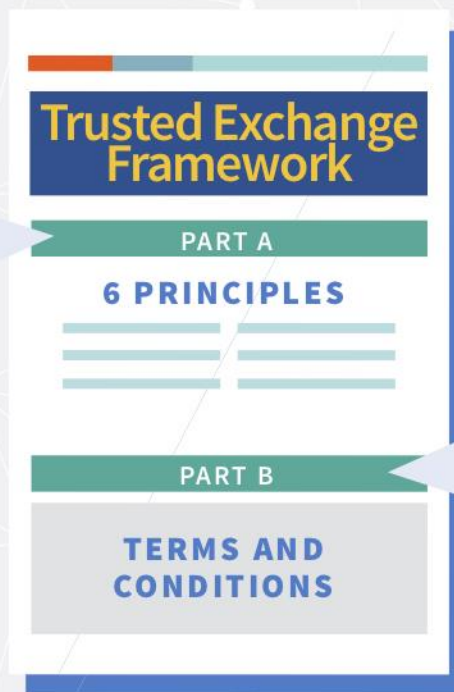 Trusted Exchange
Framework
PART A
6 PRINCIPLES
PART B
TERMS AND
CONDITIONS